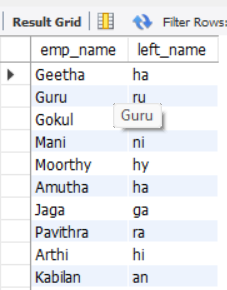 Result Grid Filter Rows:
emp_name left_name
Geetha ha
Guru ru
Gokul
Guru
Mani ni
Moorthy hy
Amutha ha
Jaga ga
Pavithra ra
Arthi hi
Kabilan an